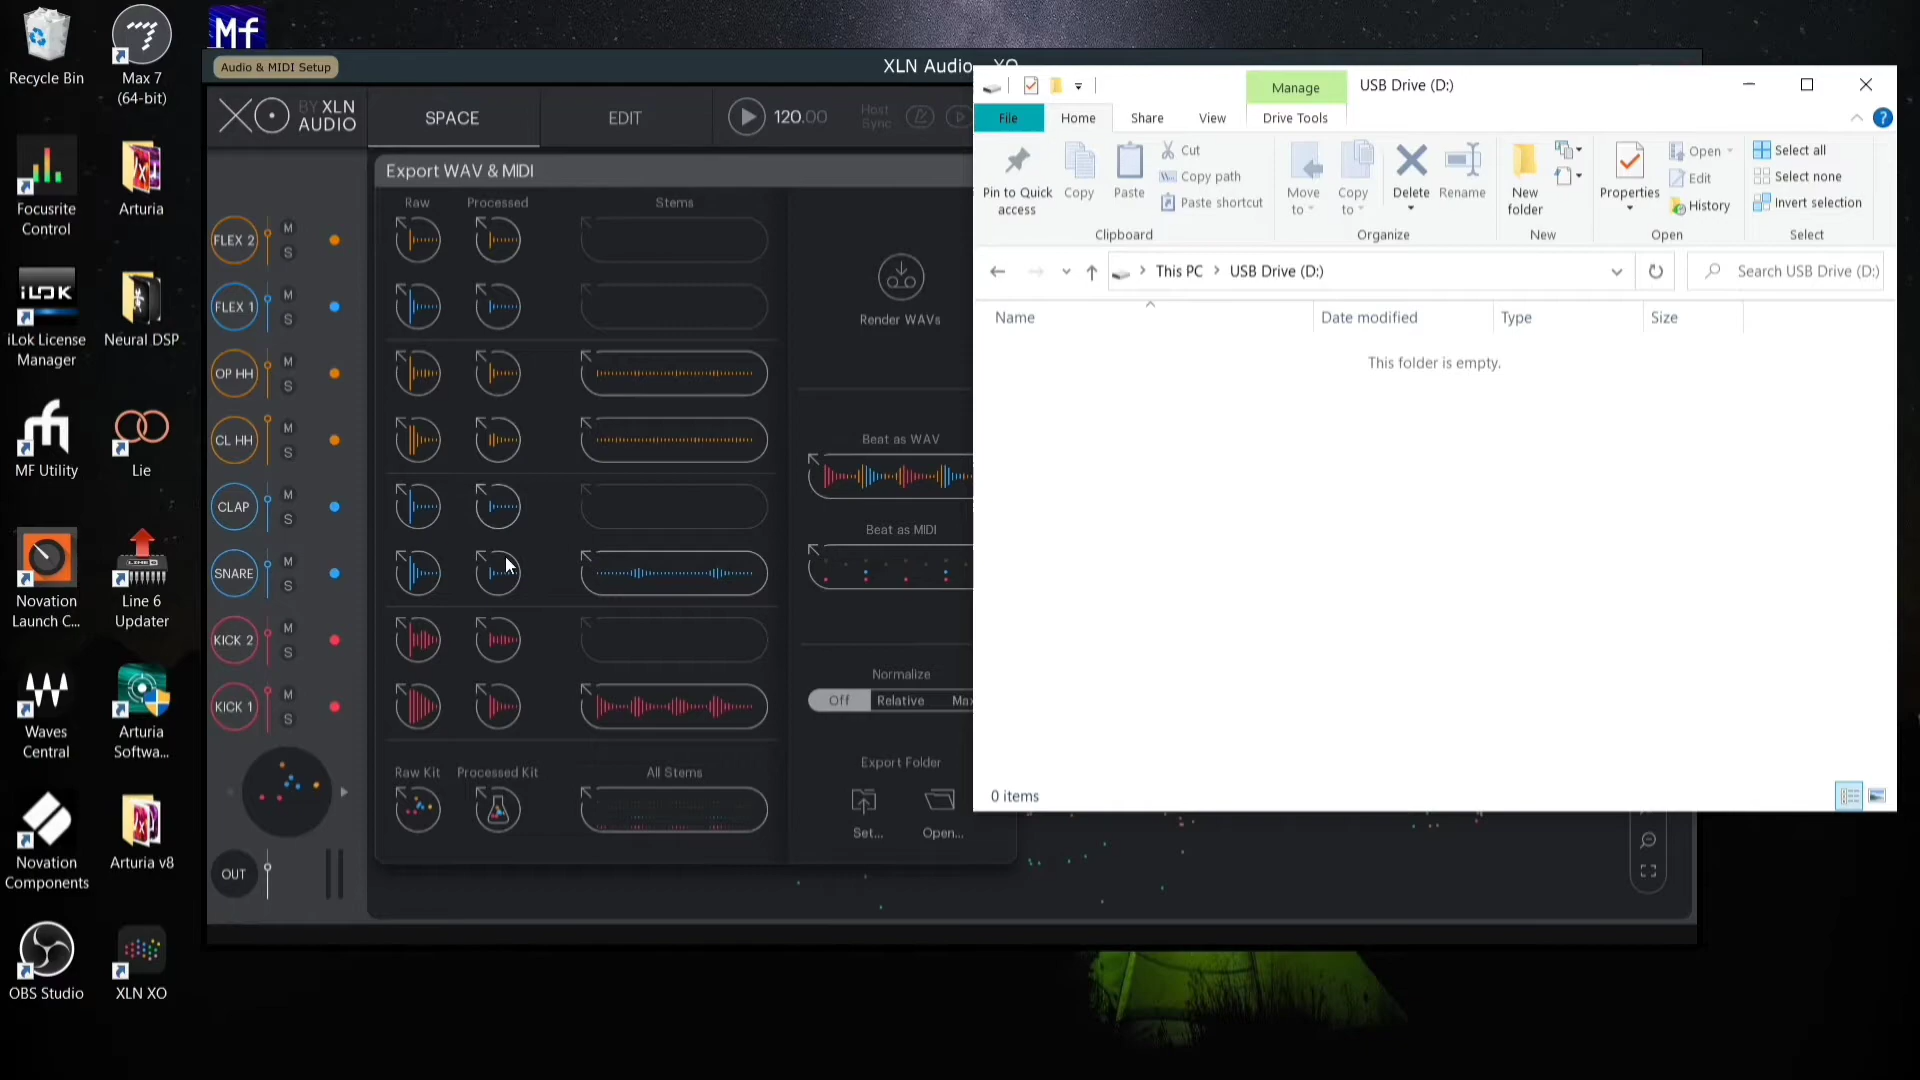 Recycle Bin
Max 7
(64-bit)
Mf
Focusrite
Control
Arturia
iLOK
iLok License
Manager
Neural DSP
MF Utility
Lie
Novation
Launch C...
LINE 6
Line 6
Updater
Waves
Central
Arturia
Softwa...
Novation
Components
Arturia v8
OBS Studio
XLN XO
Audio & MIDI Setup
XLN Audio - XO
XO BY XLN
AUDIO
SPACE
EDIT
120.00
Host
Sync
Export WAV & MIDI
Raw
Processed
Stems
FLEX 2
M
S
FLEX 1
M
S
OP HH
M
S
CL HH
M
S
CLAP
M
S
SNARE
M
S
KICK 2
M
S
KICK 1
M
S
OUT
Raw Kit
Processed Kit
All Stems
Render WAVs
Beat as WAV
Beat as MIDI
Normalize
Off
Relative
Max
Export Folder
Set...
Open...
Manage
USB Drive (D:)
File
Home
Share
View
Drive Tools
?
Pin to Quick
access
Copy
Paste
Cut
Copy path
Paste shortcut
Clipboard
Move
to
Copy
to
Delete
Rename
Organize
New
folder
New
Properties
Open
Edit
History
Open
Select all
Select none
Invert selection
Select
This PC
USB Drive (D:)
Search USB Drive (D:)
Name
Date modified
Type
Size
This folder is empty.
0 items